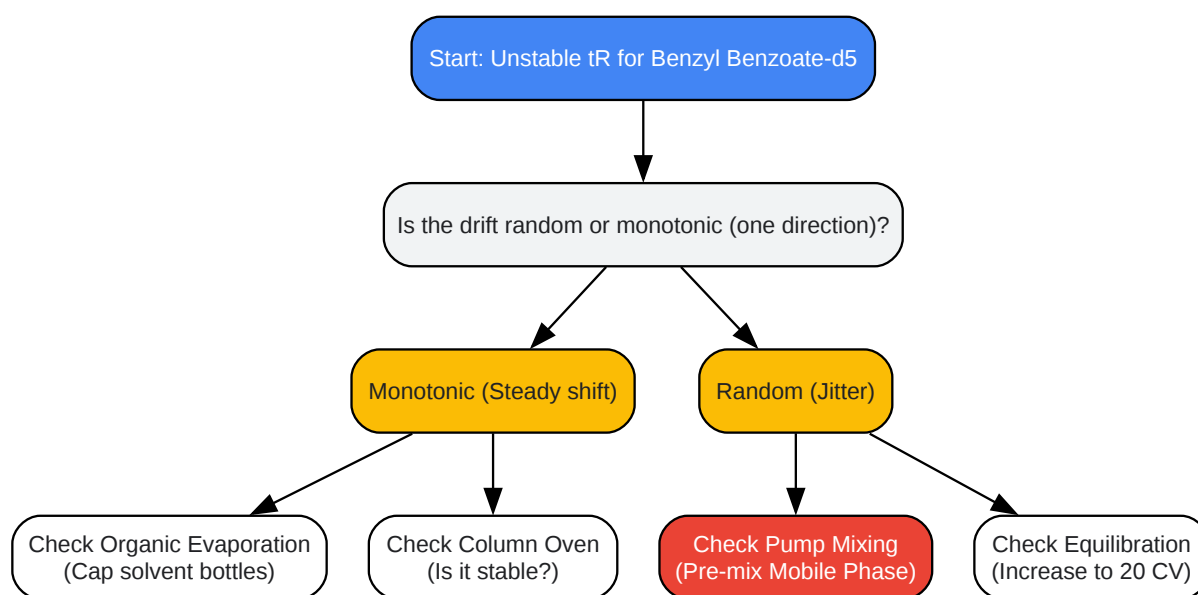 Start: Unstable tR for Benzyl Benzoate-d5
Is the drift random or monotonic (one direction)?
Monotonic (Steady shift)
Random (Jitter)
Check Organic Evaporation
(Cap solvent bottles)
Check Column Oven
(Is it stable?)
Check Pump Mixing
(Pre-mix Mobile Phase)
Check Equilibration
(Increase to 20 CV)